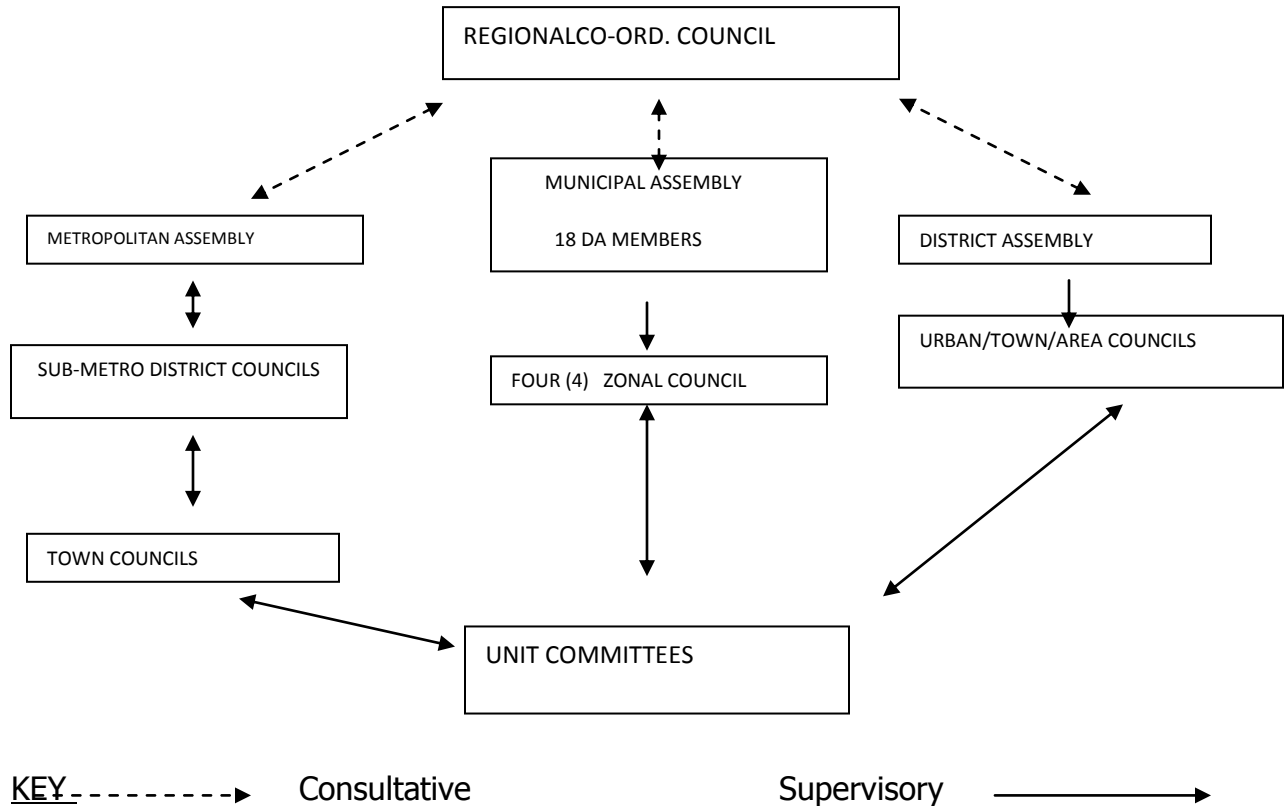 REGIONALCO-ORD. COUNCIL
MUNICIPAL ASSEMBLY
18 DA MEMBERS
METROPOLITAN ASSEMBLY
DISTRICT ASSEMBLY
SUB-METRO DISTRICT COUNCILS
FOUR (4) ZONAL COUNCIL
URBAN/TOWN/AREA COUNCILS
TOWN COUNCILS
UNIT COMMITTEES
KEY Consultative Supervisory